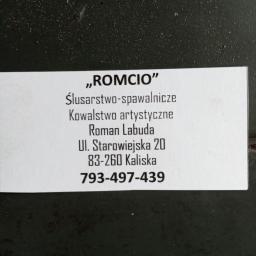 „ROMCIO”
Ślusarstwo-spawalnicze
Kowalstwo artystyczne
Roman Labuda
Ul. Starowiejska 20
83-260 Kaliska
793-497-439